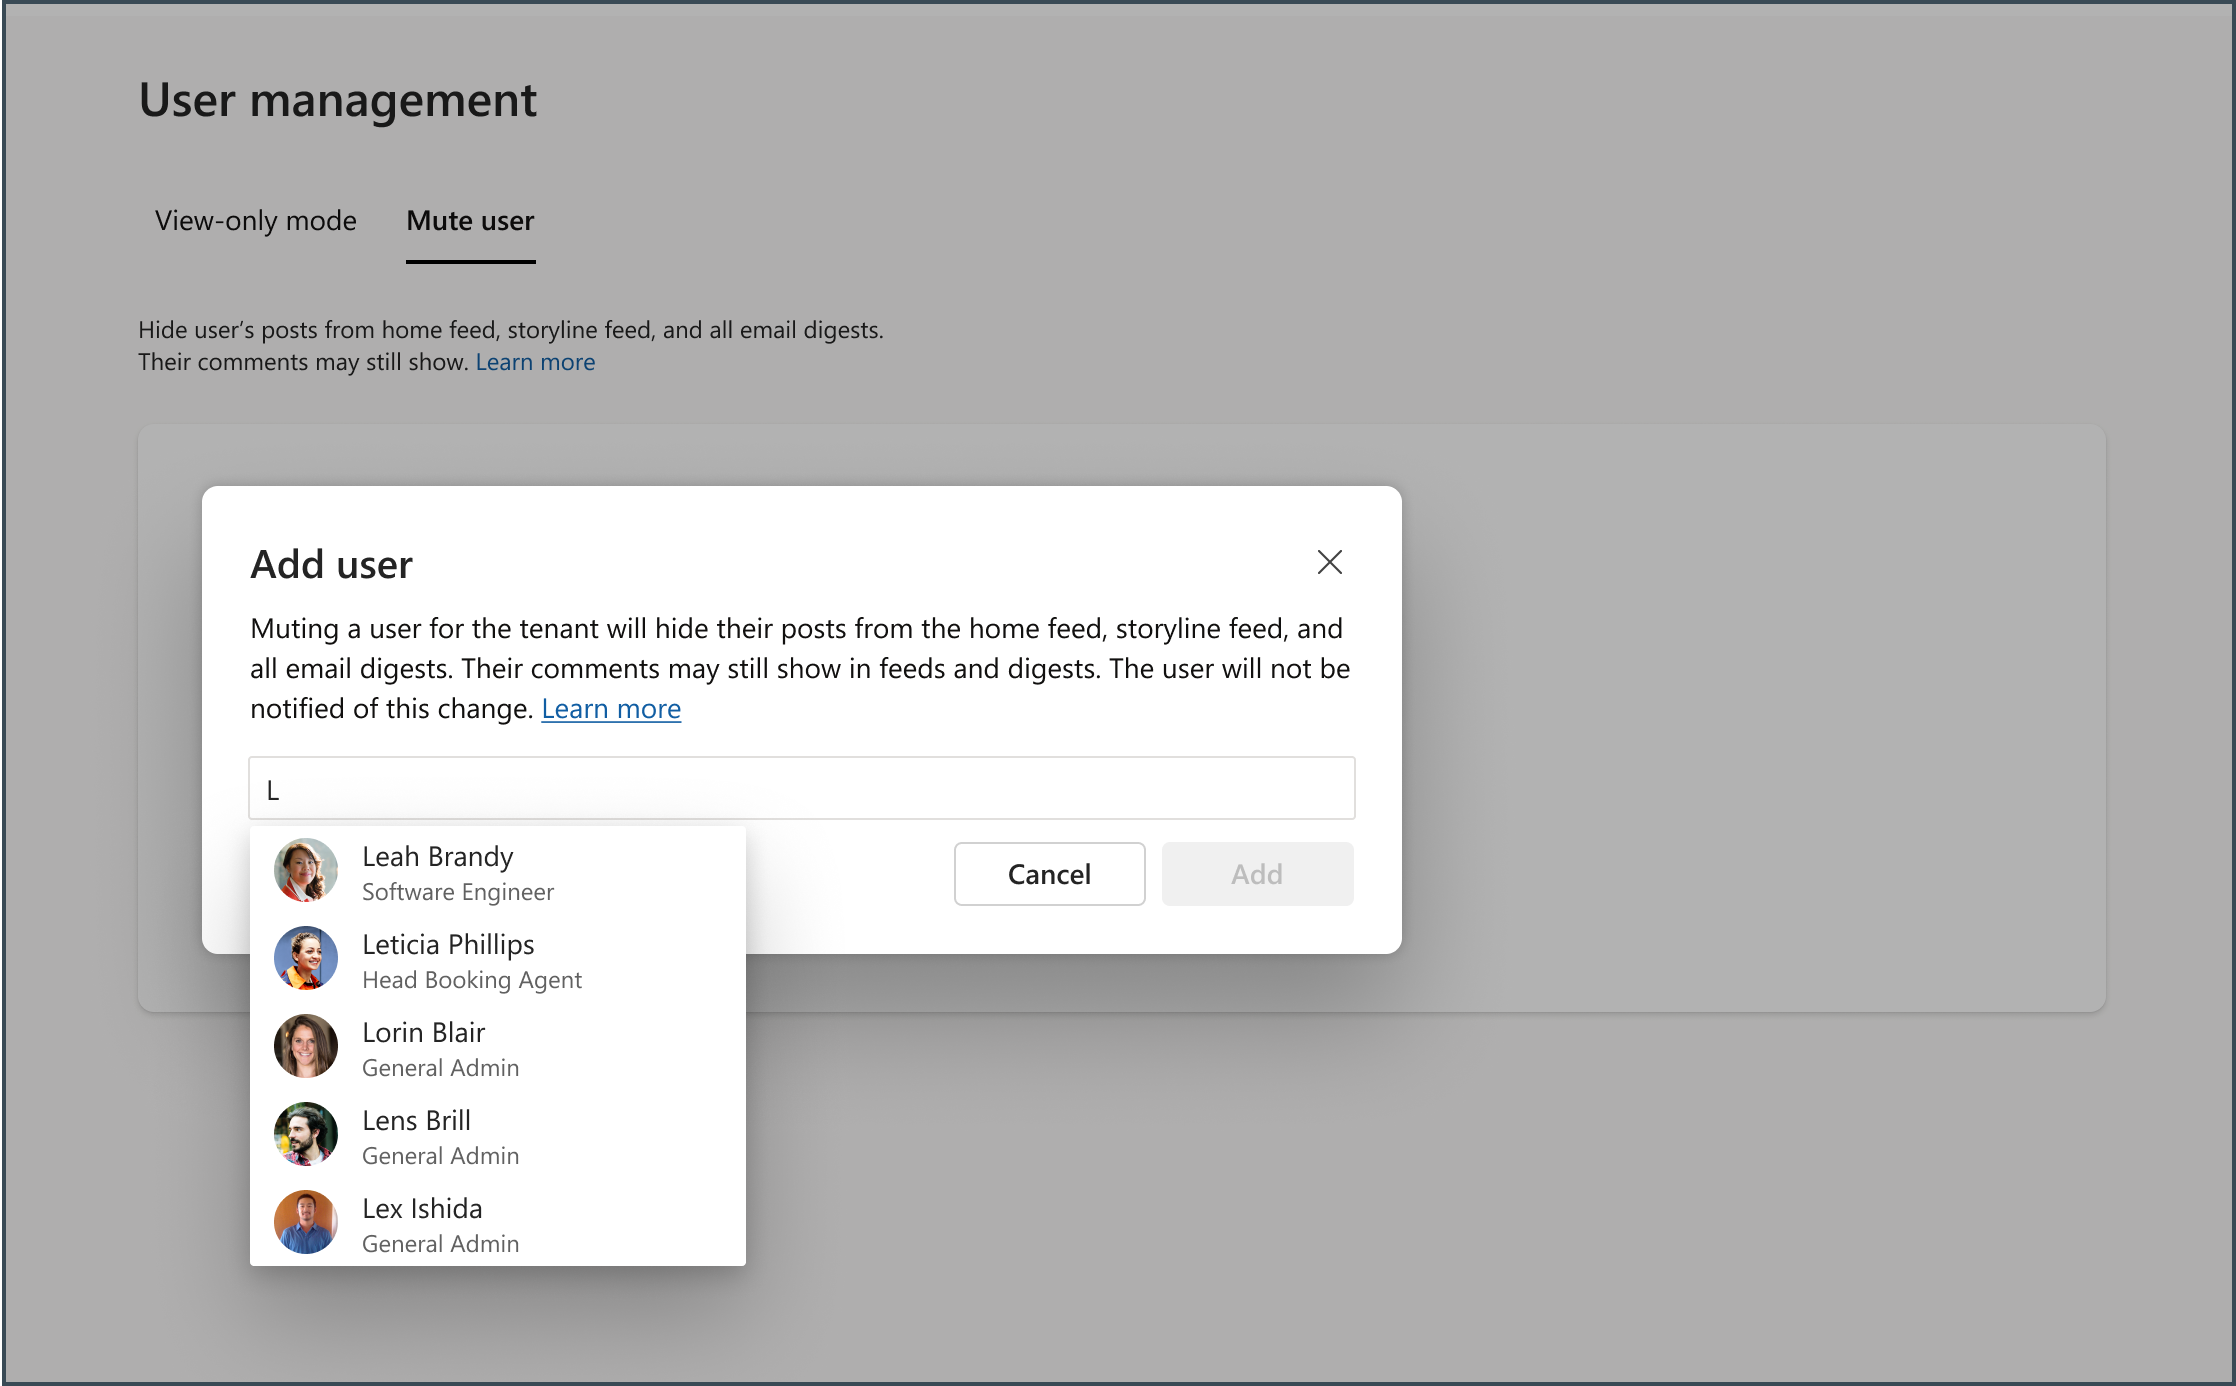 User management
View-only mode
Mute user
Hide user’s posts from home feed, storyline feed, and all email digests.
Their comments may still show. Learn more
Add user
Muting a user for the tenant will hide their posts from the home feed, storyline feed, and
all email digests. Their comments may still show in feeds and digests. The user will not be
notified of this change. Learn more
L
Cancel
Add
Leah Brandy
Software Engineer
Leticia Phillips
Head Booking Agent
Lorin Blair
General Admin
Lens Brill
General Admin
Lex Ishida
General Admin